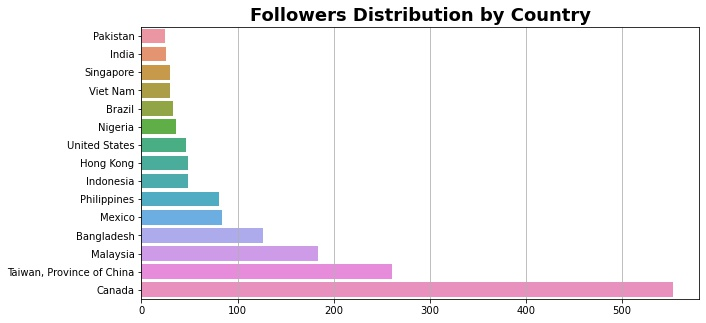 Followers Distribution by Country
Pakistan
India
Singapore
Viet Nam
Brazil
Nigeria
United States
Hong Kong
Indonesia
Philippines
Mexico
Bangladesh
Malaysia
Taiwan, Province of China
Canada
0 100 200 300 400 500